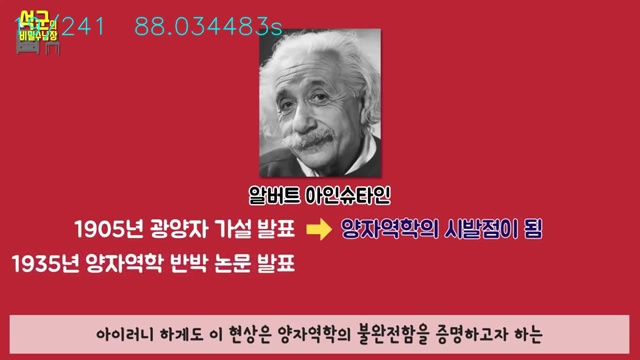 석군의
비밀수납장
/241 88.034483s
알버트 아인슈타인
1905년 광양자 가설 발표 ➡ 양자역학의 시발점이 됨
1935년 양자역학 반박 논문 발표
아이러니 하게도 이 현상은 양자역학의 불완전함을 증명하고자 하는